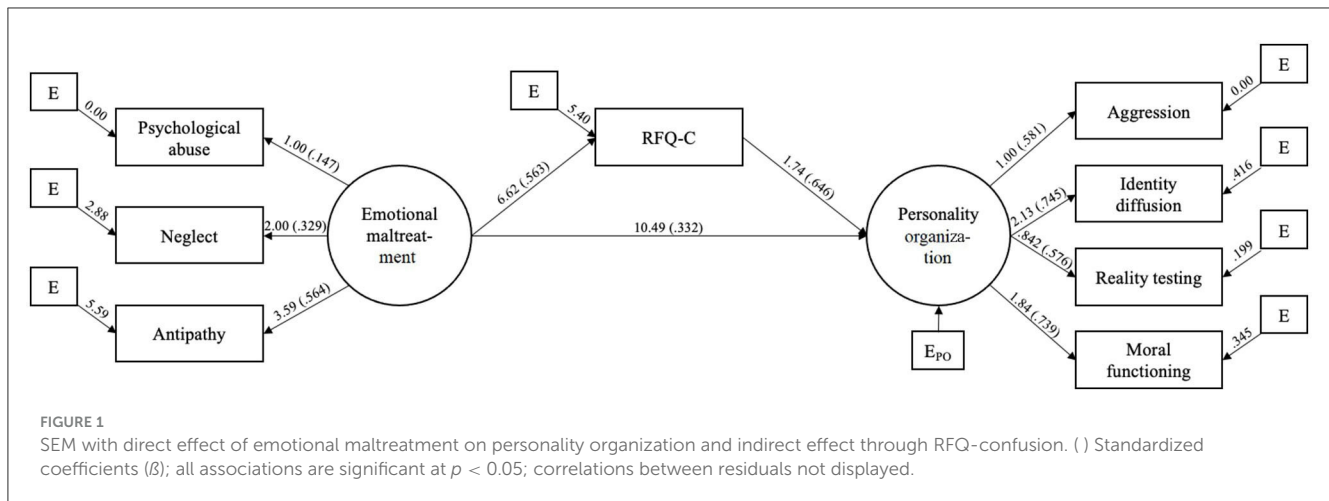 E
0.00
Psychological
abuse
1.00 (.147)
E
2.88
Neglect
2.00 (.329)
E
5.59
Antipathy
3.59 (.564)
Emotional
maltreat-
ment
E
5.40
RFQ-C
6.62 (.563)
1.74 (.646)
10.49 (.332)
Personality
organiza-
tion
E_PO
1.00 (.581)
Aggression
0.00
E
2.13 (.745)
Identity
diffusion
.416
E
.842 (.576)
Reality testing
.199
E
1.84 (.739)
Moral
functioning
.345
E
FIGURE 1
SEM with direct effect of emotional maltreatment on personality organization and indirect effect through RFQ-confusion. ( ) Standardized
coefficients (ß); all associations are significant at p < 0.05; correlations between residuals not displayed.